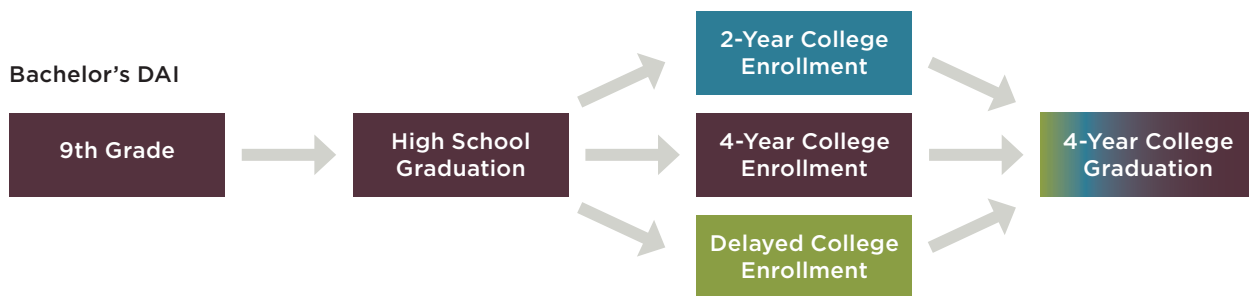 Bachelor's DAI
9th Grade
High School
Graduation
2-Year College
Enrollment
4-Year College
Enrollment
Delayed College
Enrollment
4-Year College
Graduation